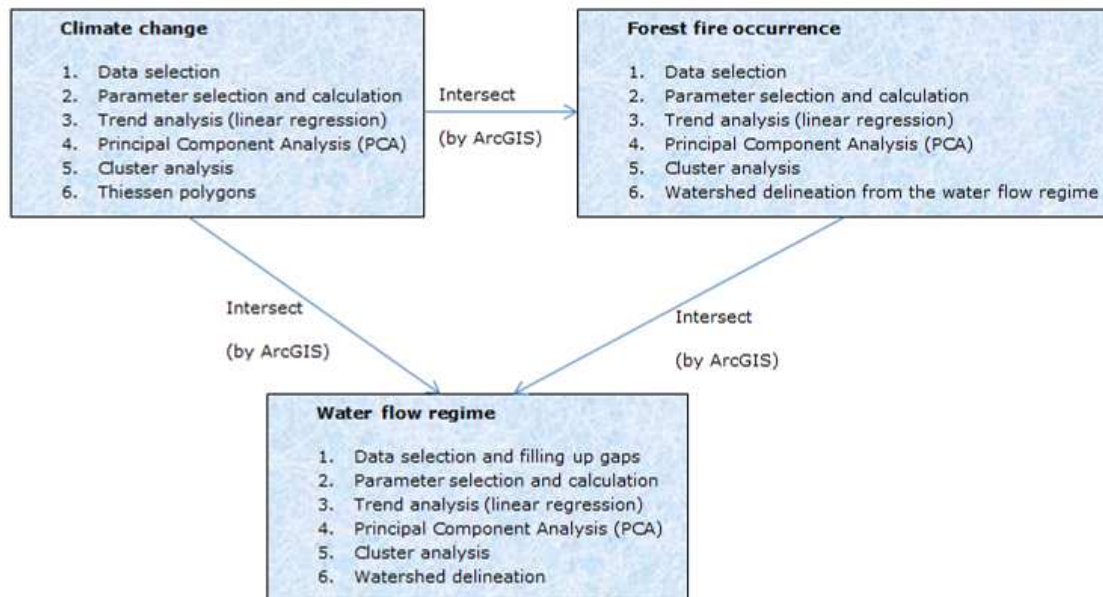 Climate change
1. Data selection
2. Parameter selection and calculation
3. Trend analysis (linear regression)
4. Principal Component Analysis (PCA)
5. Cluster analysis
6. Thiessen polygons
Intersect
(by ArcGIS)
Forest fire occurrence
1. Data selection
2. Parameter selection and calculation
3. Trend analysis (linear regression)
4. Principal Component Analysis (PCA)
5. Cluster analysis
6. Watershed delineation from the water flow regime
Intersect
(by ArcGIS)
Intersect
(by ArcGIS)
Water flow regime
1. Data selection and filling up gaps
2. Parameter selection and calculation
3. Trend analysis (linear regression)
4. Principal Component Analysis (PCA)
5. Cluster analysis
6. Watershed delineation